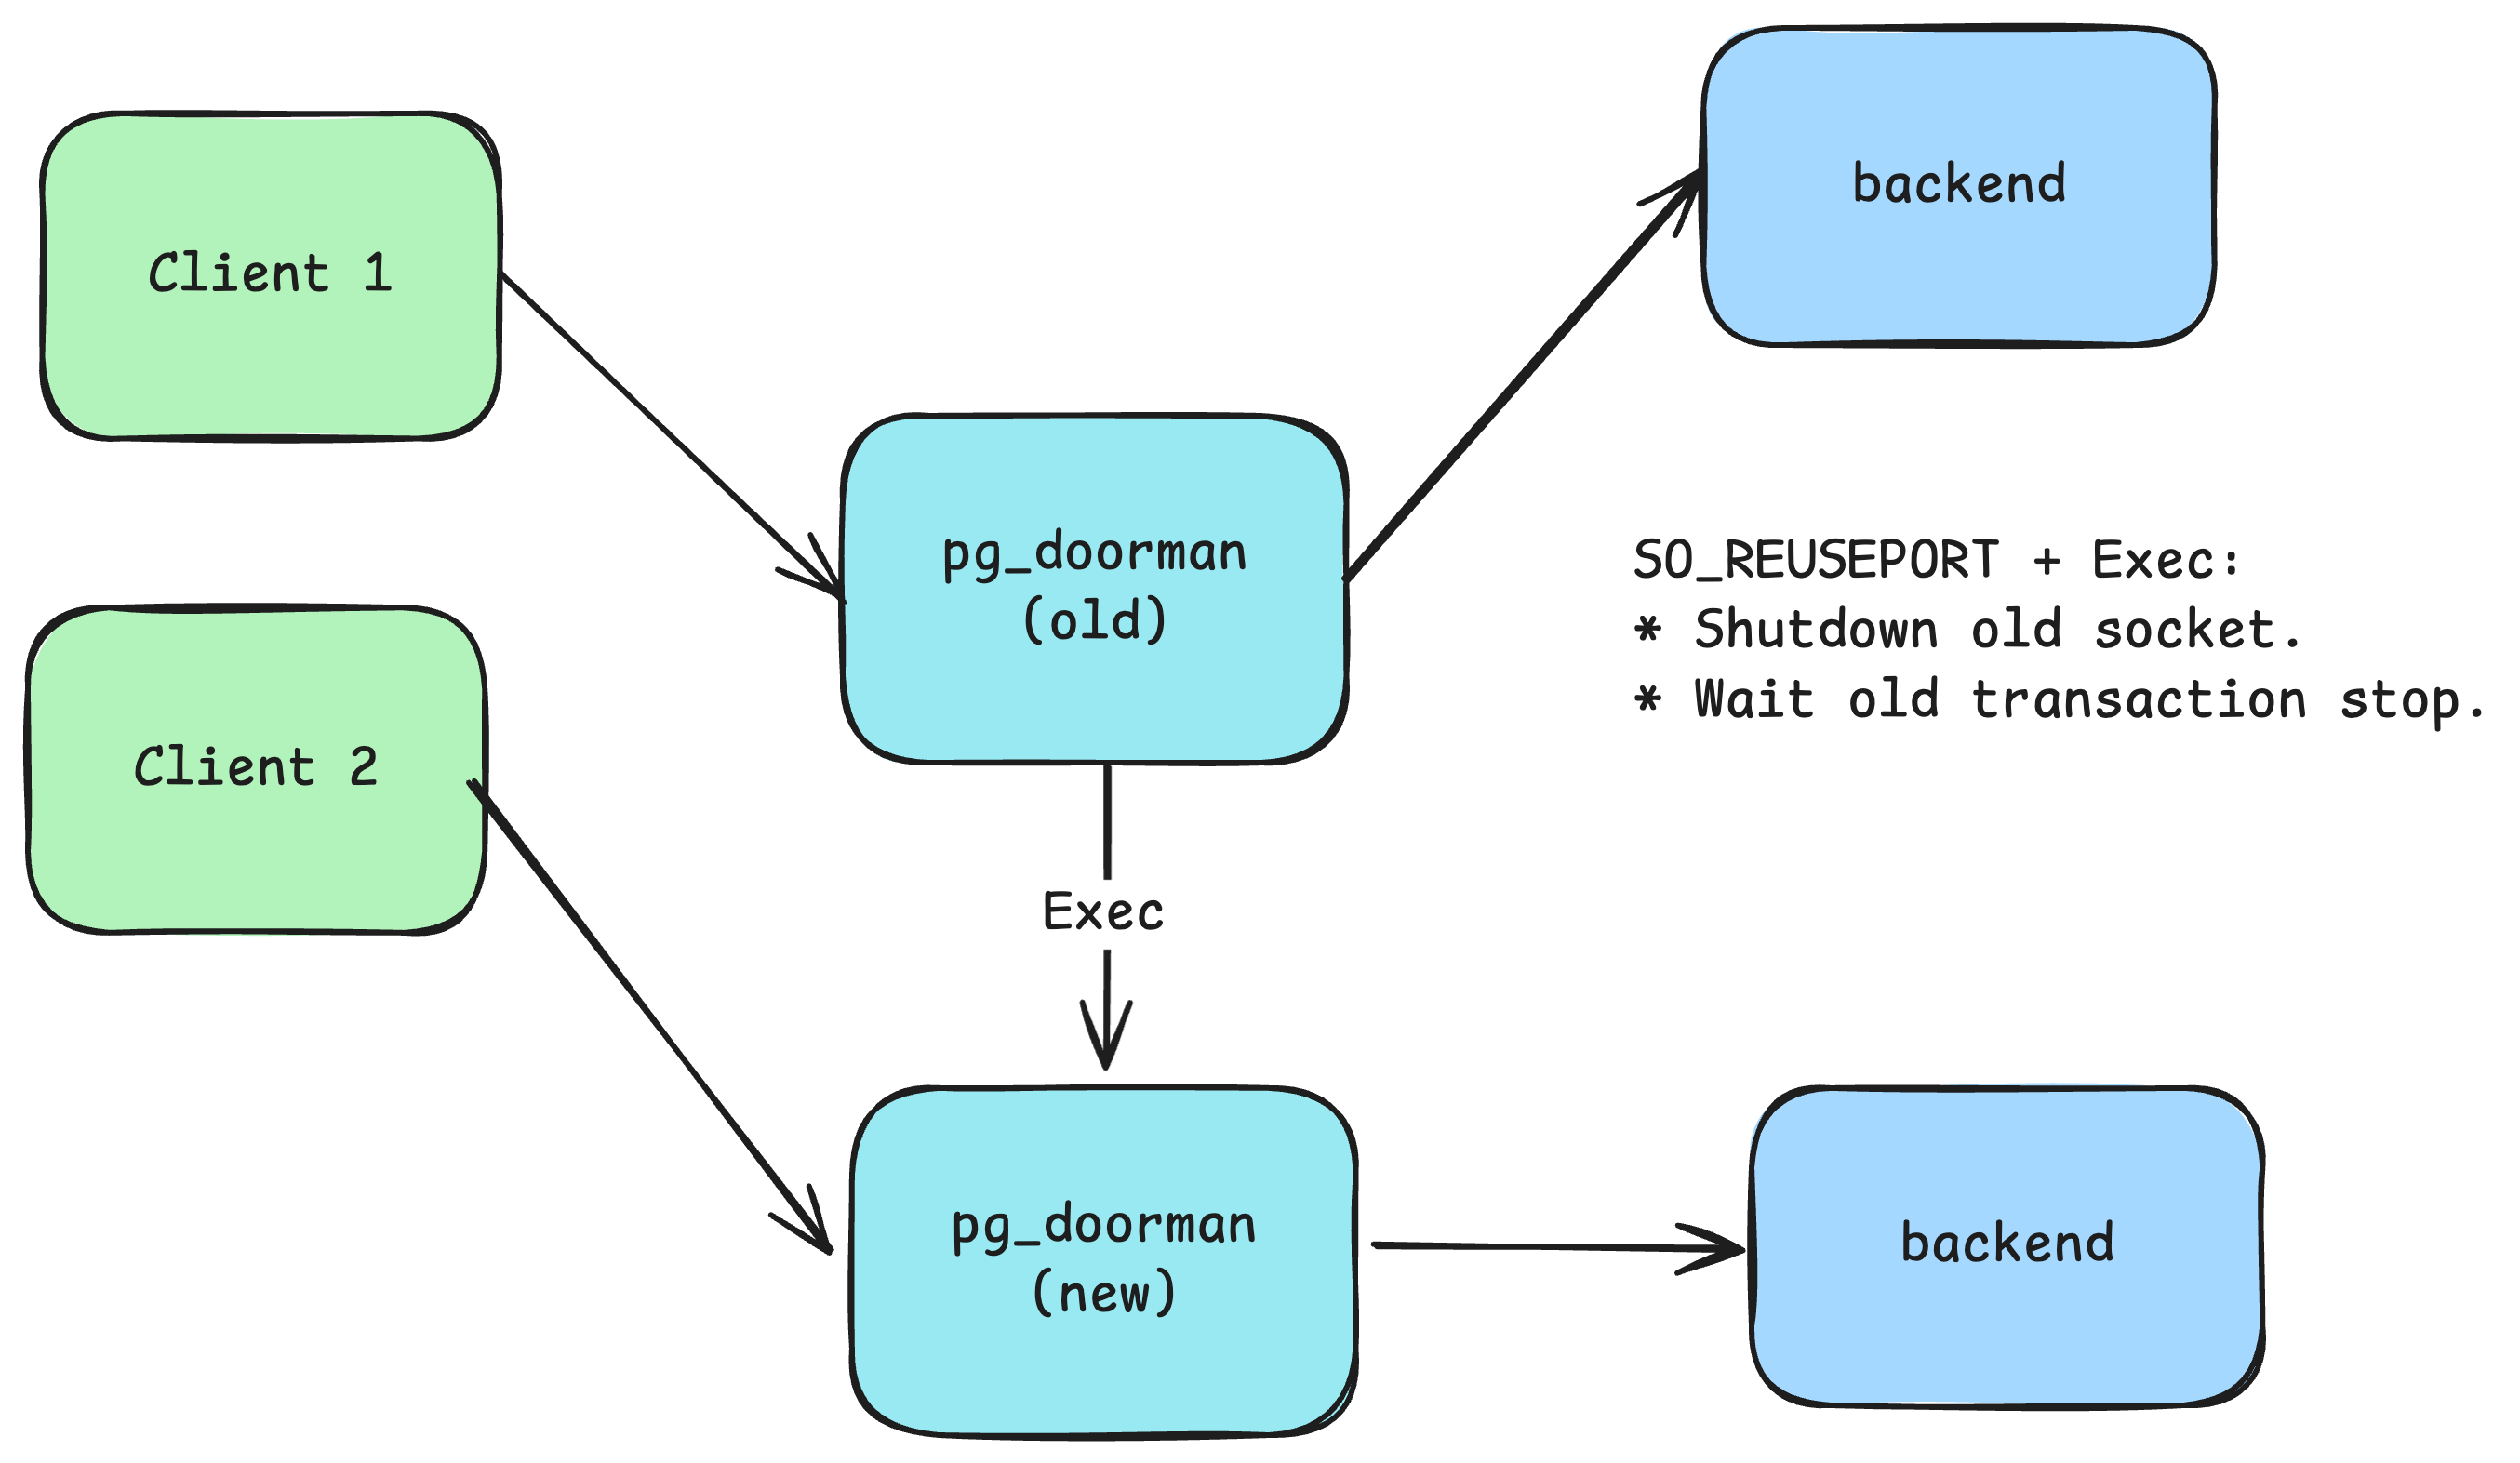 backend
Client 1
pg_doorman
(old)
SO_REUSEPORT + Exec:
* Shutdown old socket.
* Wait old transaction stop.
Client 2
Exec
pg_doorman
(new)
backend